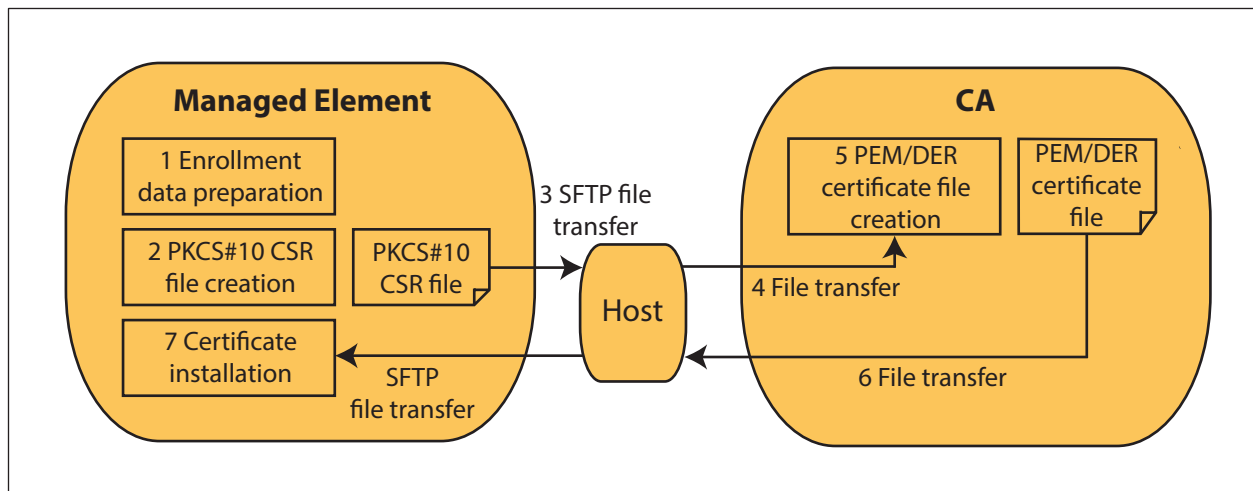 Managed Element
1 Enrollment
data preparation
2 PKCS#10 CSR
file creation
PKCS#10
CSR file
7 Certificate
installation
SFTP
file transfer
3 SFTP file
transfer
Host
4 File transfer
6 File transfer
CA
5 PEM/DER
certificate file
creation
PEM/DER
certificate
file